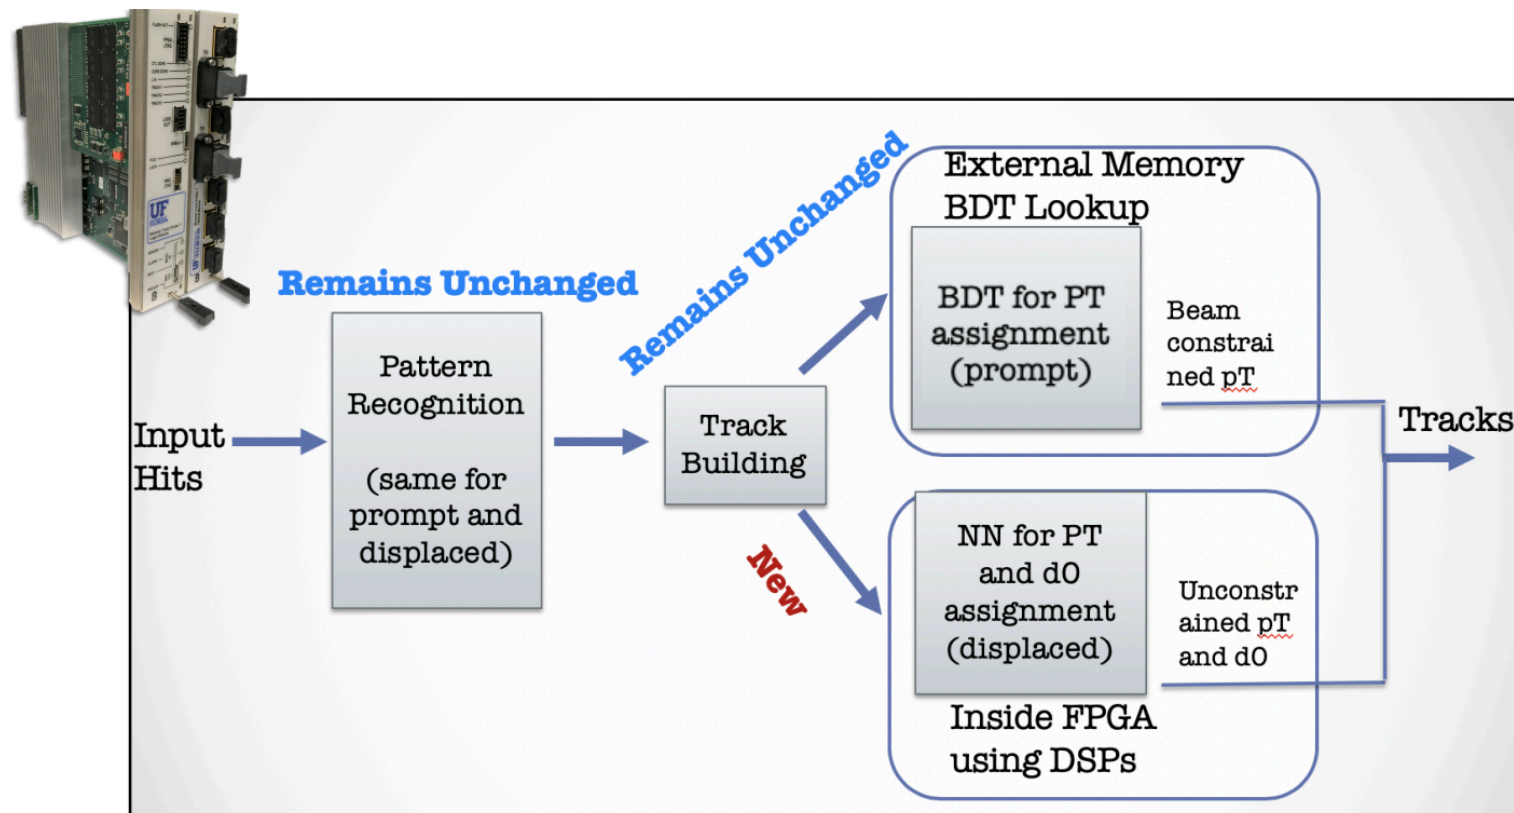 UF
Remains Unchanged
Remains Unchanged
Input
Hits
Pattern
Recognition
(same for
prompt and
displaced)
Track
Building
New
External Memory
BDT Lookup
BDT for PT
assignment
(prompt)
Beam
constrai
ned pT
NN for PT
and d0
assignment
(displaced)
Unconstr
ained pT
and d0
Inside FPGA
using DSPs
Tracks